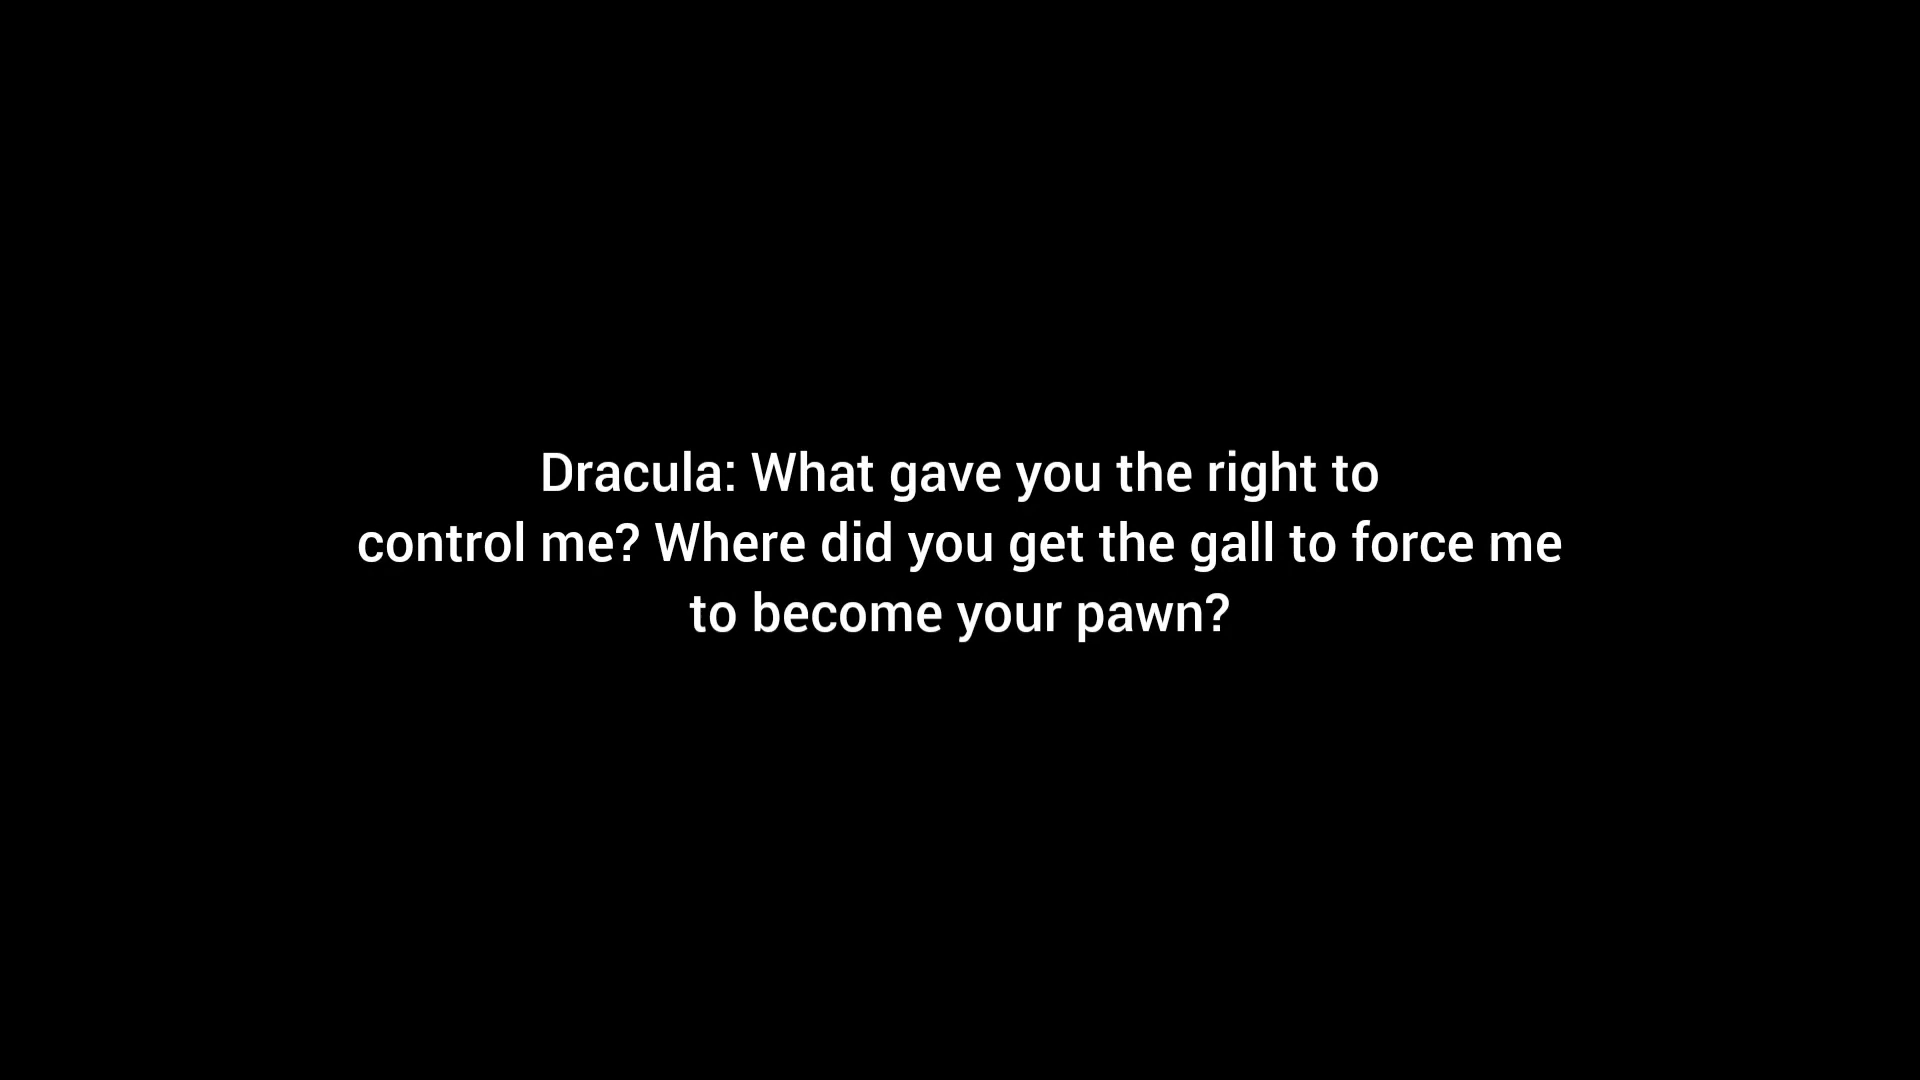 Dracula: What gave you the right to
control me? Where did you get the gall to force me
to become your pawn?